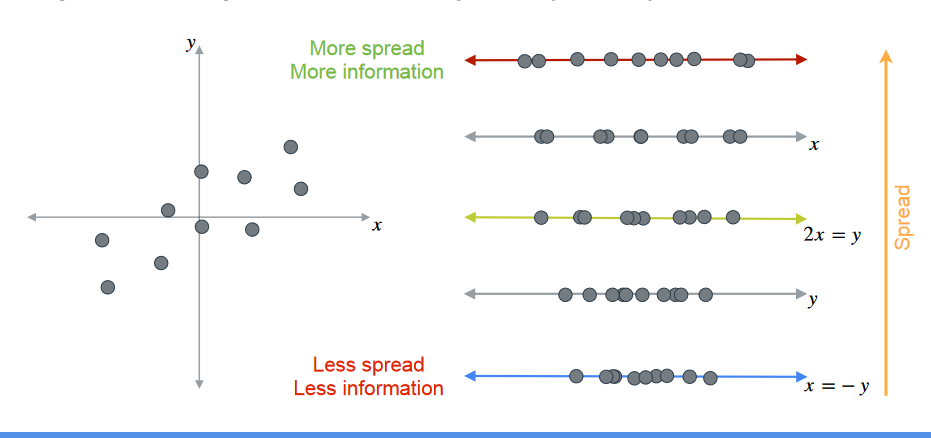 y
x
More spread
More information
x
2x = y
y
Less spread
Less information
x = − y
Spread